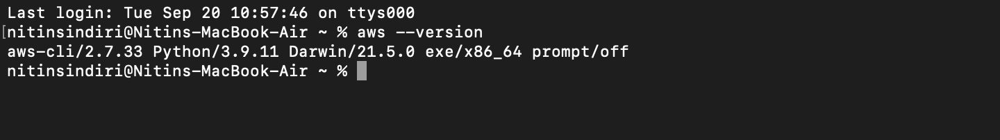 Last login: Tue Sep 20 10:57:46 on ttys000
[nitinsindiri@Nitins-MacBook-Air ~ % aws --version
aws-cli/2.7.33 Python/3.9.11 Darwin/21.5.0 exe/x86_64 prompt/off
nitinsindiri@Nitins-MacBook-Air ~ %